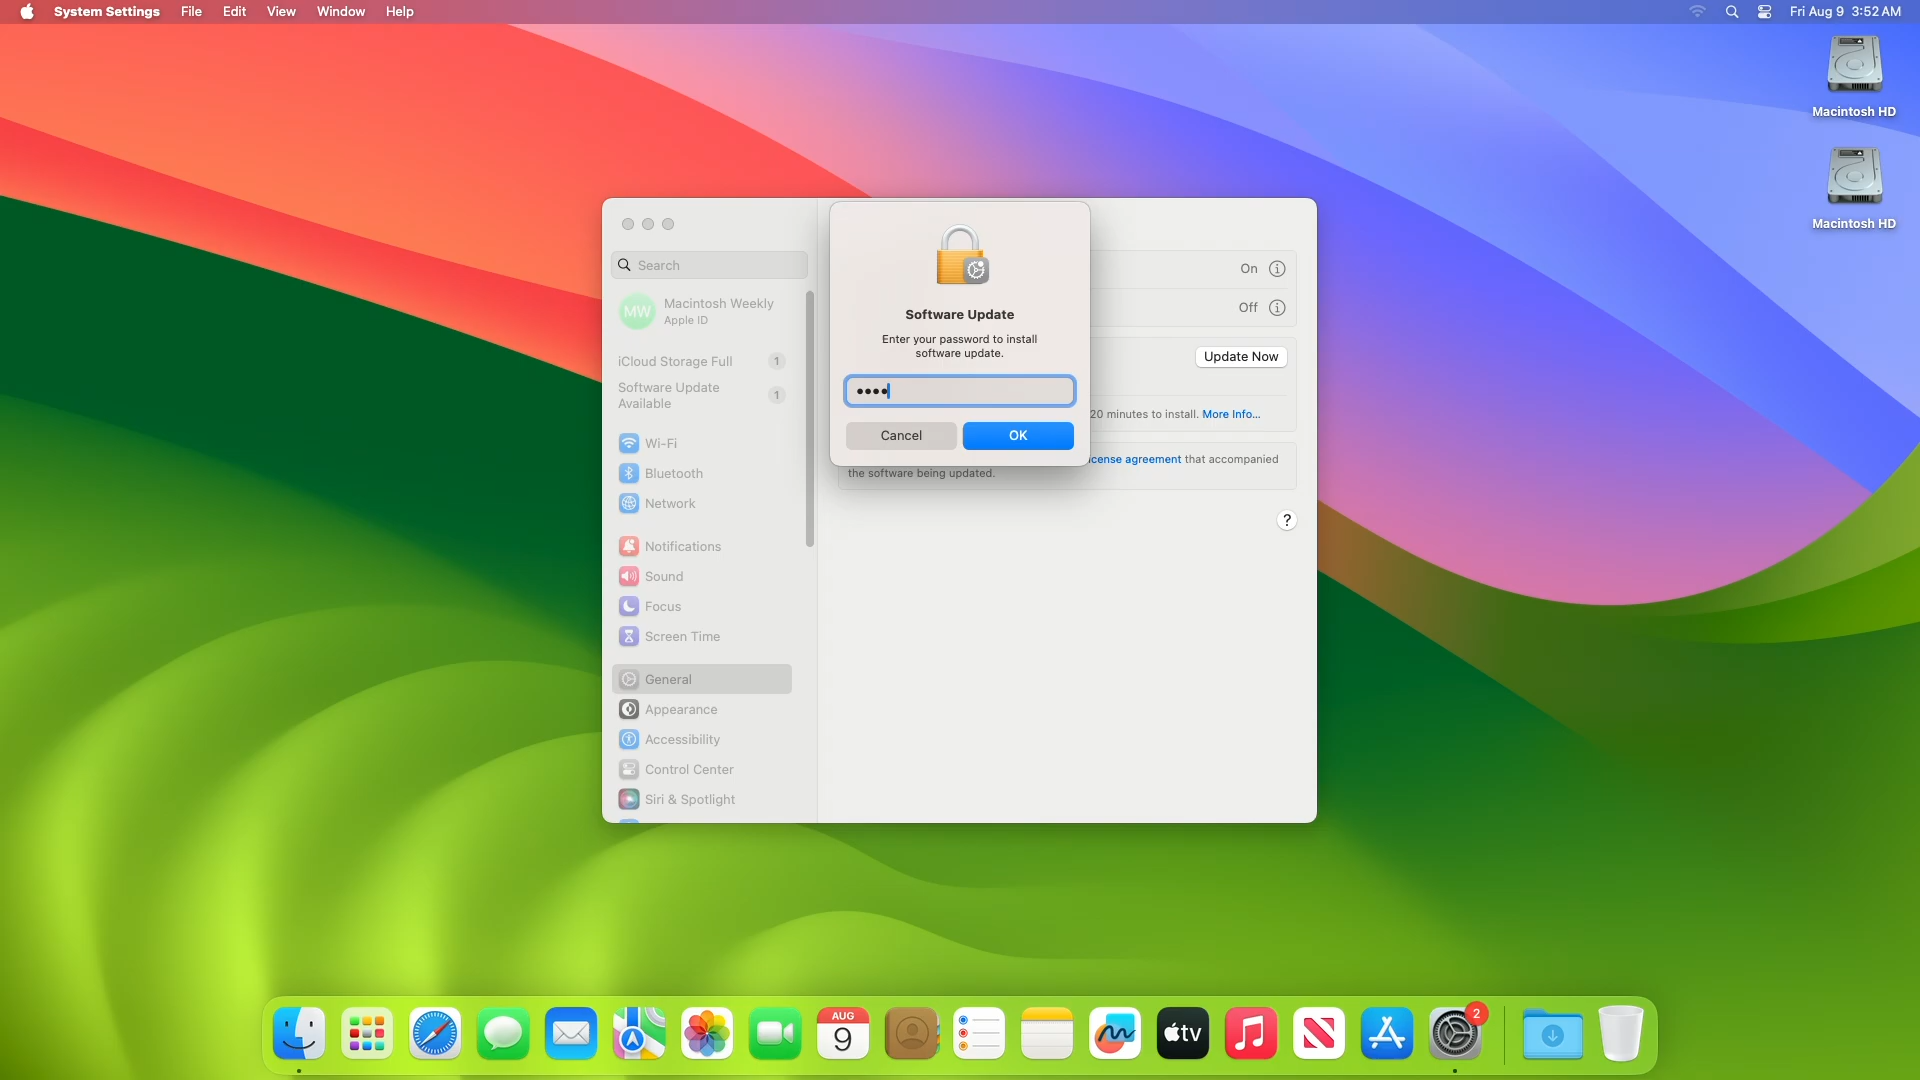 System Settings File Edit View Window Help
Fri Aug 9 3:52 AM
Macintosh HD
Macintosh HD
Search
MW
Macintosh Weekly
Apple ID
iCloud Storage Full 1
Software Update
Available 1
Wi-Fi
Bluetooth
Network
Notifications
Sound
Focus
Screen Time
General
Appearance
Accessibility
Control Center
Siri & Spotlight
Software Update
Enter your password to install
software update.
••••
Cancel OK
On
Off
Update Now
20 minutes to install. More Info...
agreement that accompanied
the software being updated.
?
AUG
9
tv
2